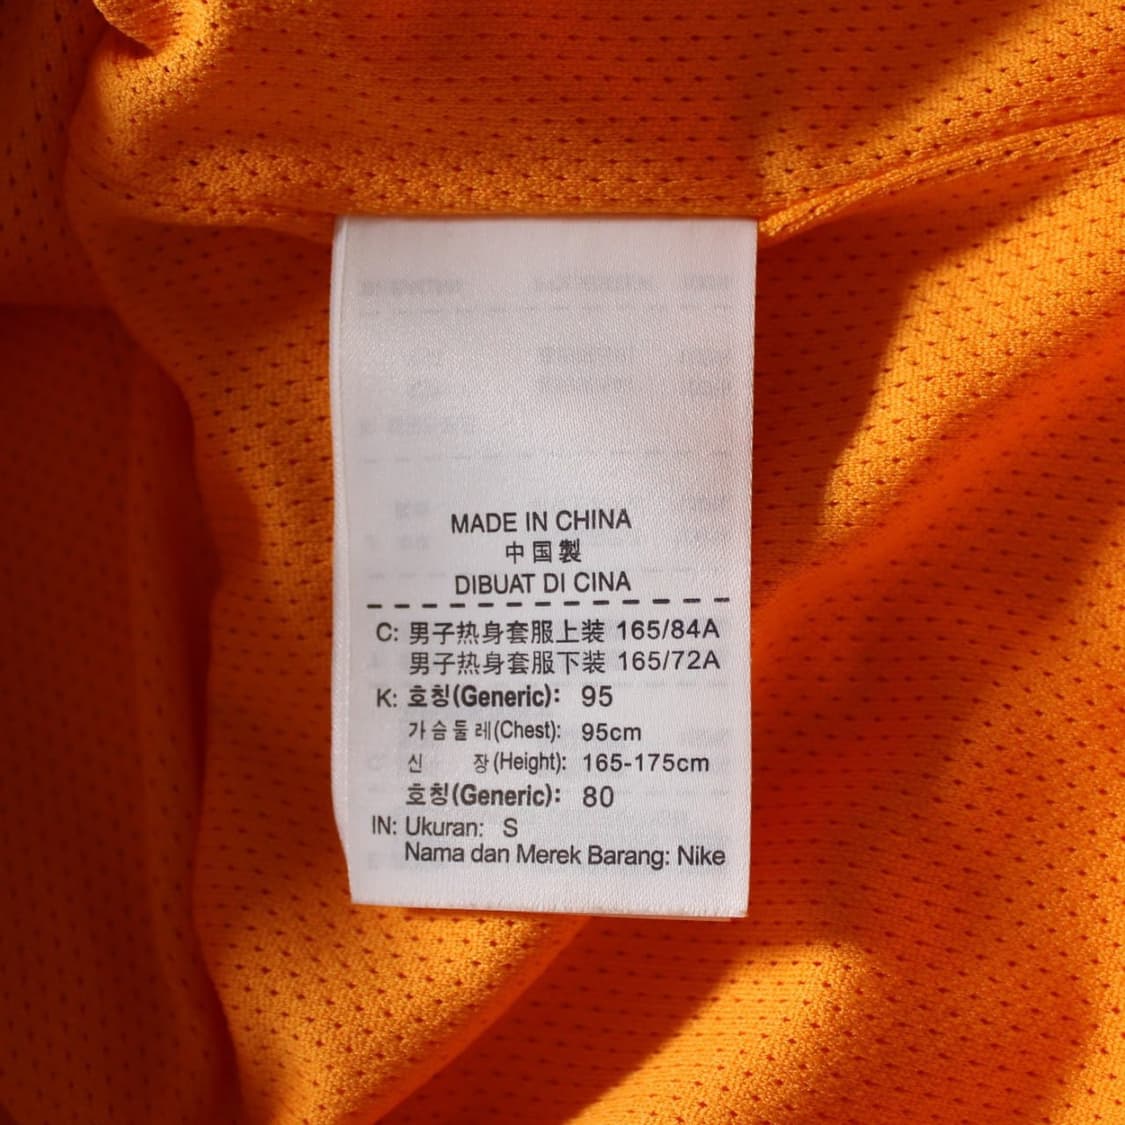 MADE IN CHINA
中国製
DIBUAT DI CINA
C: 男子热身套服上装 165/84A
男子热身套服下装 165/72A
K: 호칭(Generic): 95
가슴둘레(Chest): 95cm
신 장(Height): 165-175cm
호칭(Generic): 80
IN: Ukuran: S
Nama dan Merek Barang: Nike